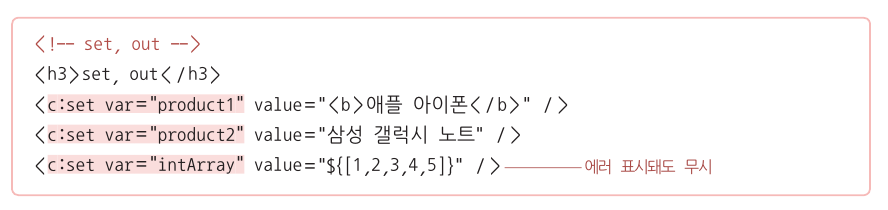 <!-- set, out -->
<h3>set, out</h3>
<c:set var="product1" value="<b>애플 아이폰</b>" />
<c:set var="product2" value="삼성 갤럭시 노트" />
<c:set var="intArray" value="${[1,2,3,4,5]}" /> 에러 표시돼도 무시